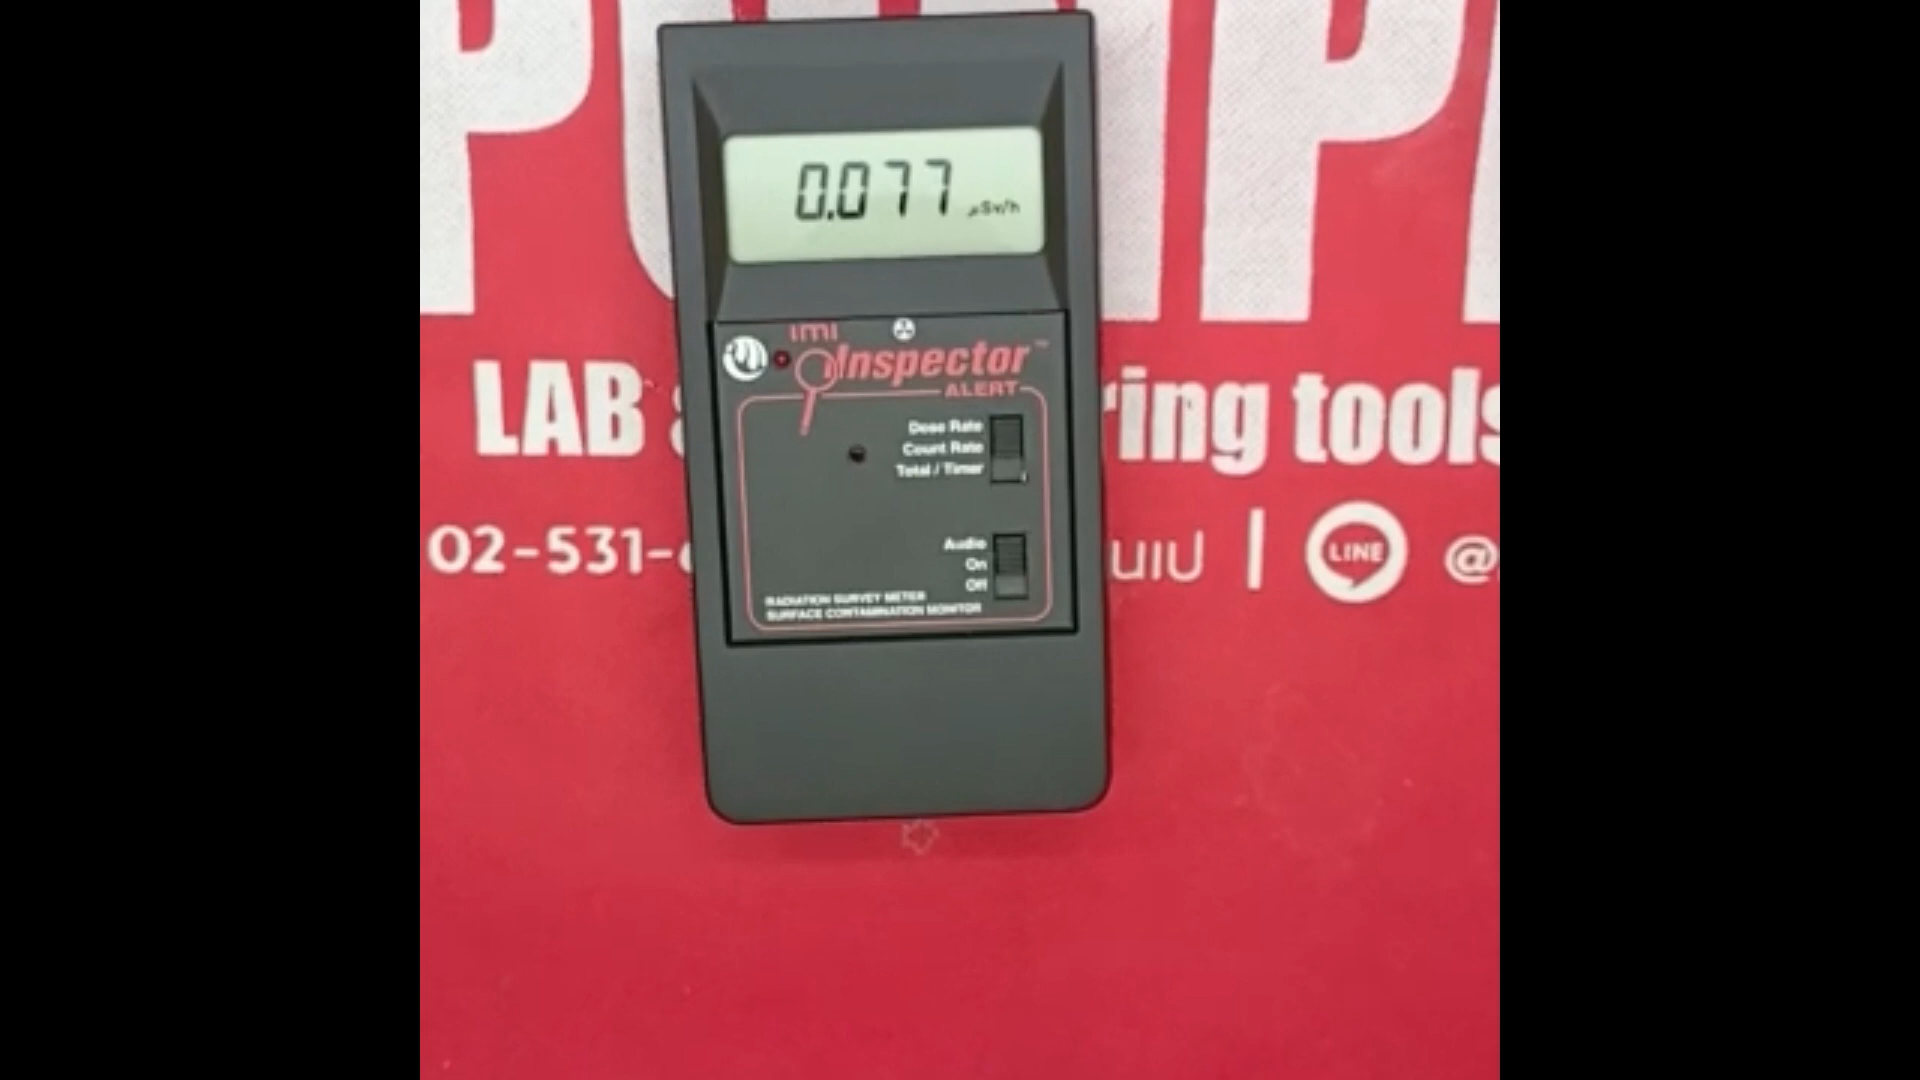 0.077 µSv/h
imi
Inspector™
ALERT
Dose Rate
Count Rate
Total / Timer
Audio
On
Off
RADIATION SURVEY METER
SURFACE CONTAMINATION MONITOR
LAB ring tools
02-531-
LINE @